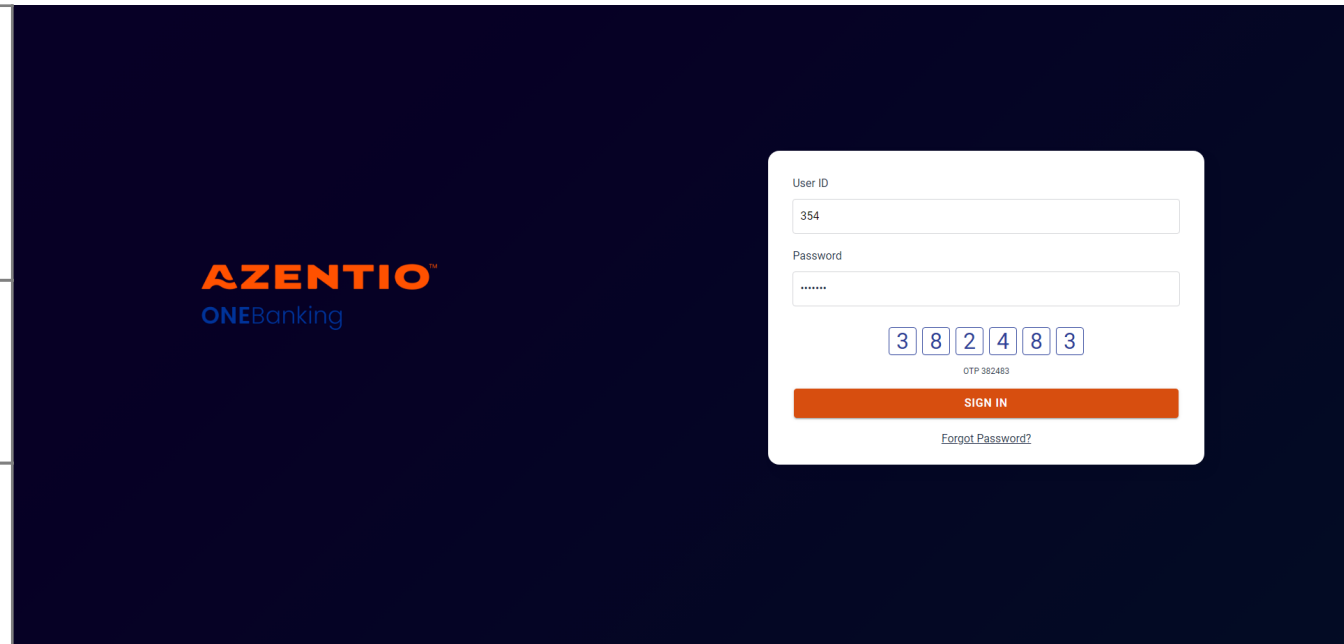 AZENTIO™
ONEBanking
User ID
354
Password
•••••••
3 8 2 4 8 3
OTP 382483
SIGN IN
Forgot Password?